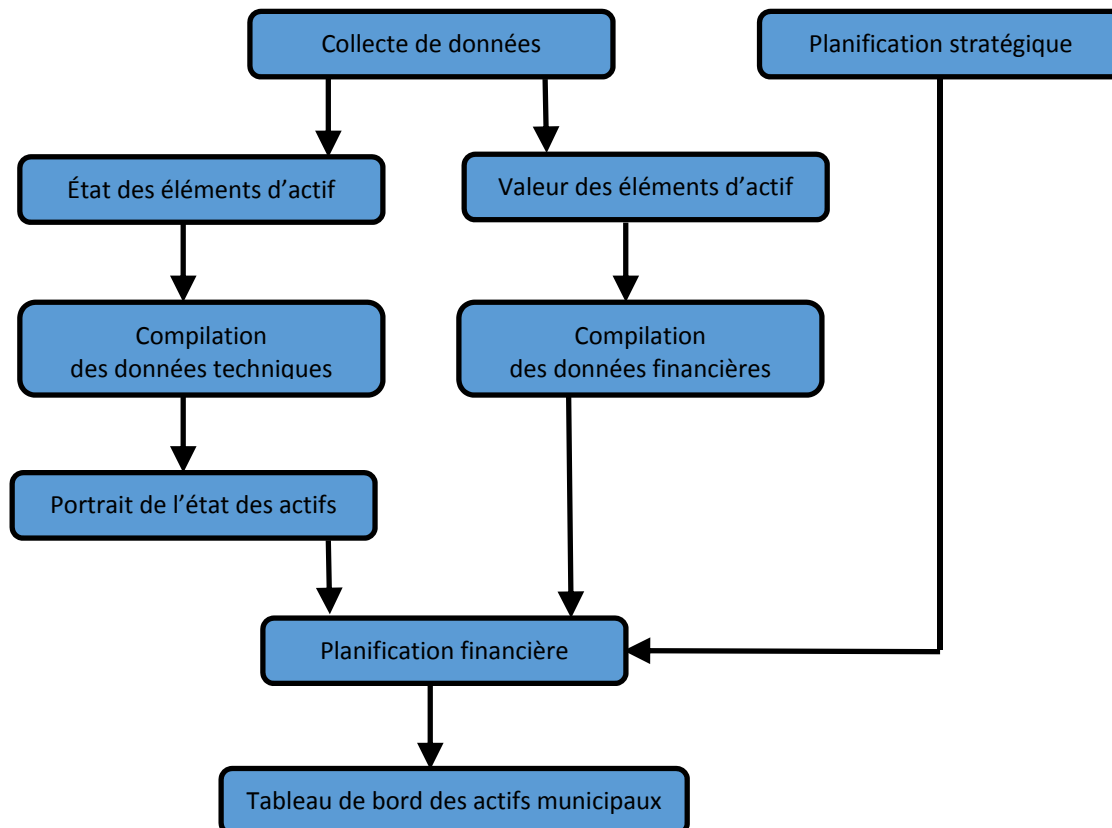 Collecte de données
Planification stratégique
État des éléments d’actif
Valeur des éléments d’actif
Compilation
des données techniques
Compilation
des données financières
Portrait de l’état des actifs
Planification financière
Tableau de bord des actifs municipaux